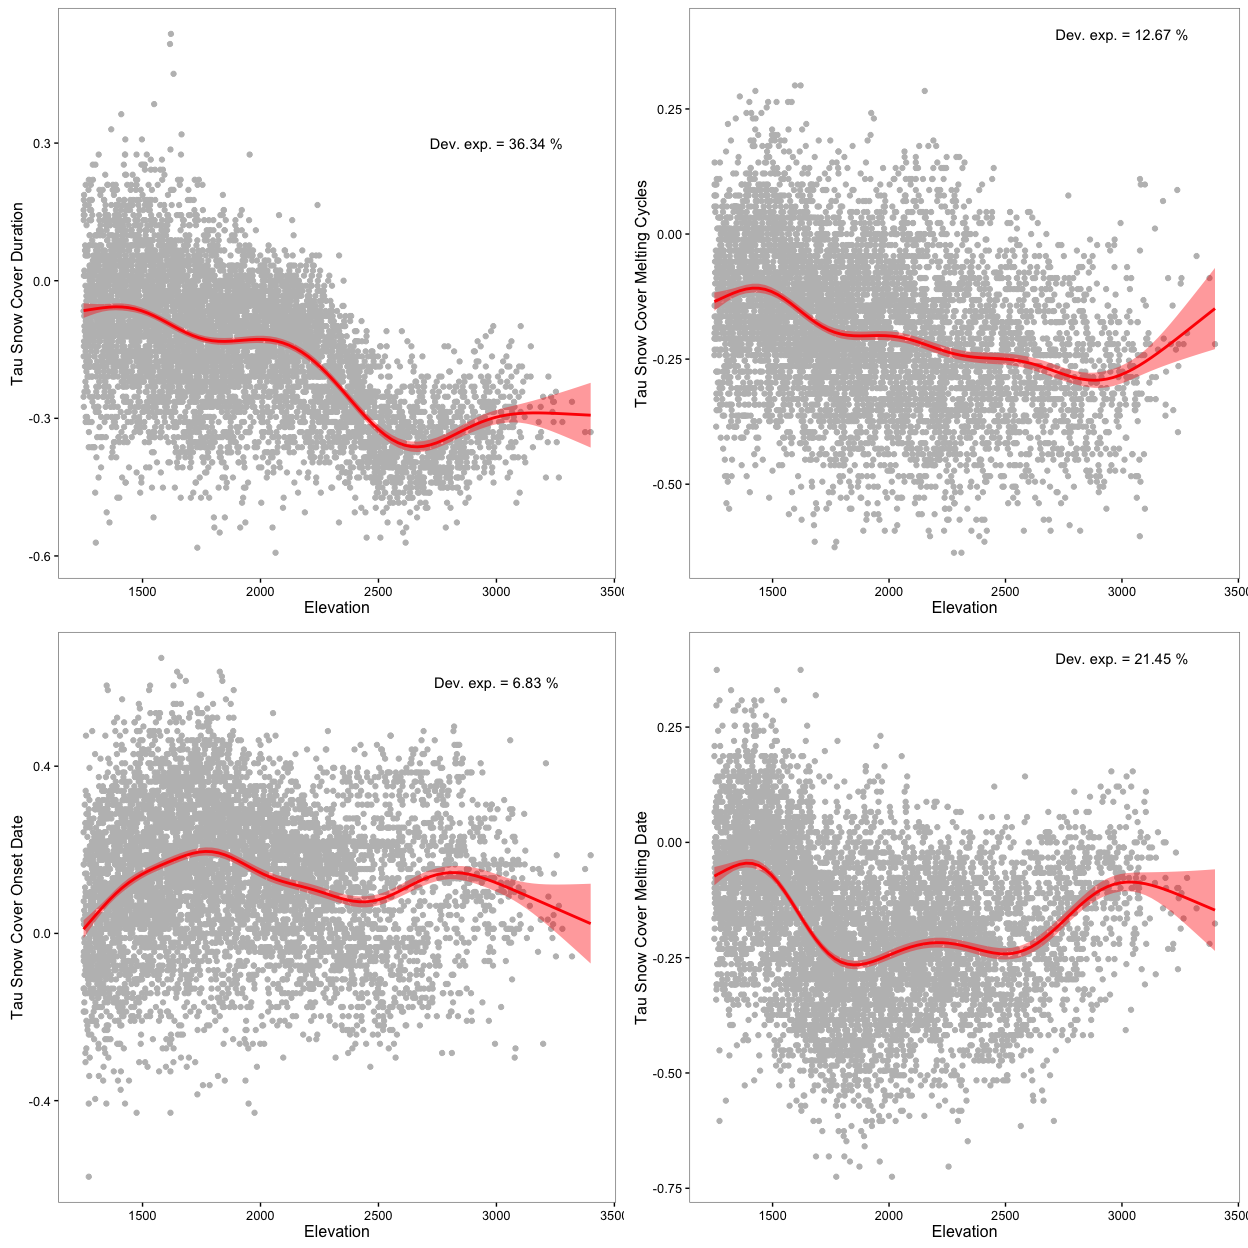 Dev. exp. = 36.34 %
Tau Snow Cover Duration
0.3
0.0
-0.3
-0.6
1500 2000 2500 3000 3500
Elevation
Dev. exp. = 12.67 %
Tau Snow Cover Melting Cycles
0.25
0.00
-0.25
-0.50
1500 2000 2500 3000 3500
Elevation
Dev. exp. = 6.83 %
Tau Snow Cover Onset Date
0.4
0.0
-0.4
1500 2000 2500 3000 3500
Elevation
Dev. exp. = 21.45 %
Tau Snow Cover Melting Date
0.25
0.00
-0.25
-0.50
-0.75
1500 2000 2500 3000 3500
Elevation